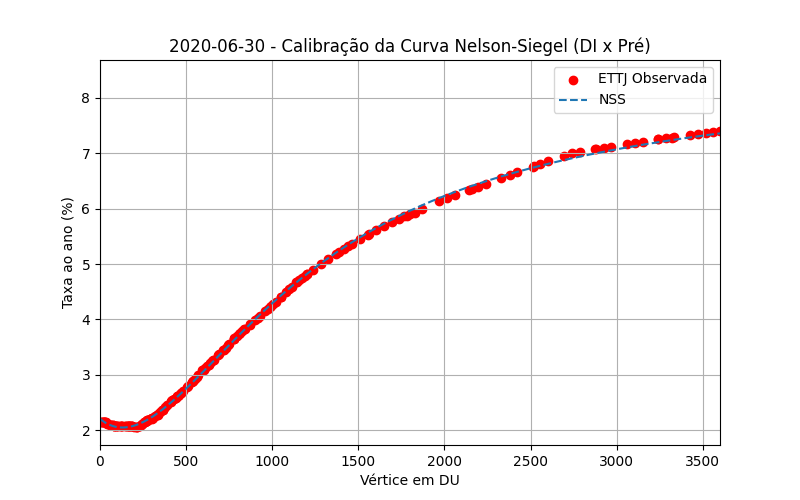 2020-06-30 - Calibração da Curva Nelson-Siegel (DI x Pré)
ETTJ Observada
NSS
Taxa ao ano (%)
8
7
6
5
4
3
2
0 500 1000 1500 2000 2500 3000 3500
Vértice em DU